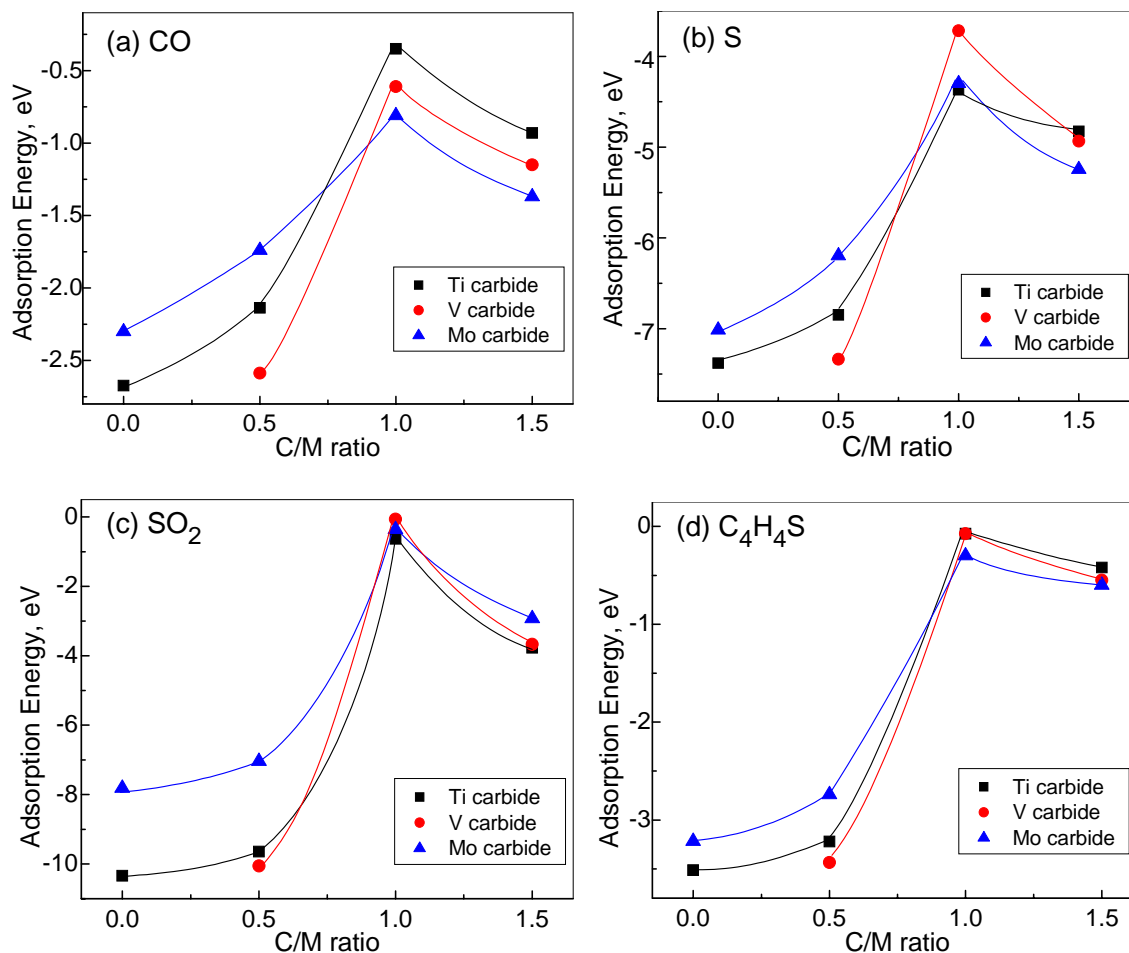 (a) CO
-0.5
-1.0
-1.5
-2.0
-2.5
Adsorption Energy, eV
Ti carbide
V carbide
Mo carbide
0.0 0.5 1.0 1.5
C/M ratio
(b) S
-4
-5
-6
-7
Adsorption Energy, eV
Ti carbide
V carbide
Mo carbide
0.0 0.5 1.0 1.5
C/M ratio
(c) SO2
0
-2
-4
-6
-8
-10
Adsorption Energy, eV
Ti carbide
V carbide
Mo carbide
0.0 0.5 1.0 1.5
C/M ratio
(d) C4H4S
0
-1
-2
-3
Adsorption Energy, eV
Ti carbide
V carbide
Mo carbide
0.0 0.5 1.0 1.5
C/M ratio